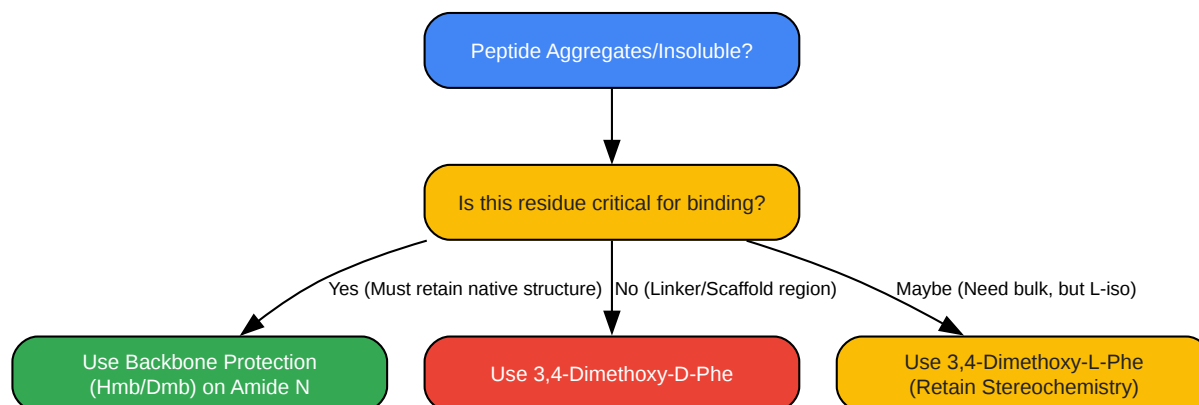 Peptide Aggregates/Insoluble?
Is this residue critical for binding?
Yes (Must retain native structure)
No (Linker/Scaffold region)
Maybe (Need bulk, but L-iso)
Use Backbone Protection
(Hmb/Dmb) on Amide N
Use 3,4-Dimethoxy-D-Phe
Use 3,4-Dimethoxy-L-Phe
(Retain Stereochemistry)